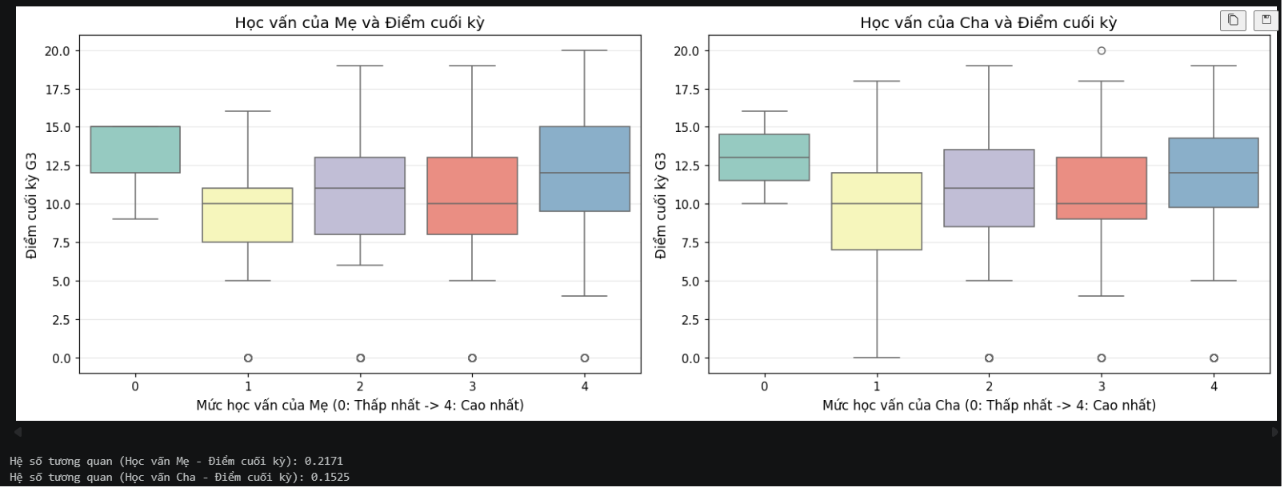 Học vấn của Mẹ và Điểm cuối kỳ
Điểm cuối kỳ G3
20.0
17.5
15.0
12.5
10.0
7.5
5.0
2.5
0.0
0 1 2 3 4
Mức học vấn của Mẹ (0: Thấp nhất -> 4: Cao nhất)
Học vấn của Cha và Điểm cuối kỳ
Điểm cuối kỳ G3
20.0
17.5
15.0
12.5
10.0
7.5
5.0
2.5
0.0
0 1 2 3 4
Mức học vấn của Cha (0: Thấp nhất -> 4: Cao nhất)
Hệ số tương quan (Học vấn Mẹ - Điểm cuối kỳ): 0.2171
Hệ số tương quan (Học vấn Cha - Điểm cuối kỳ): 0.1525